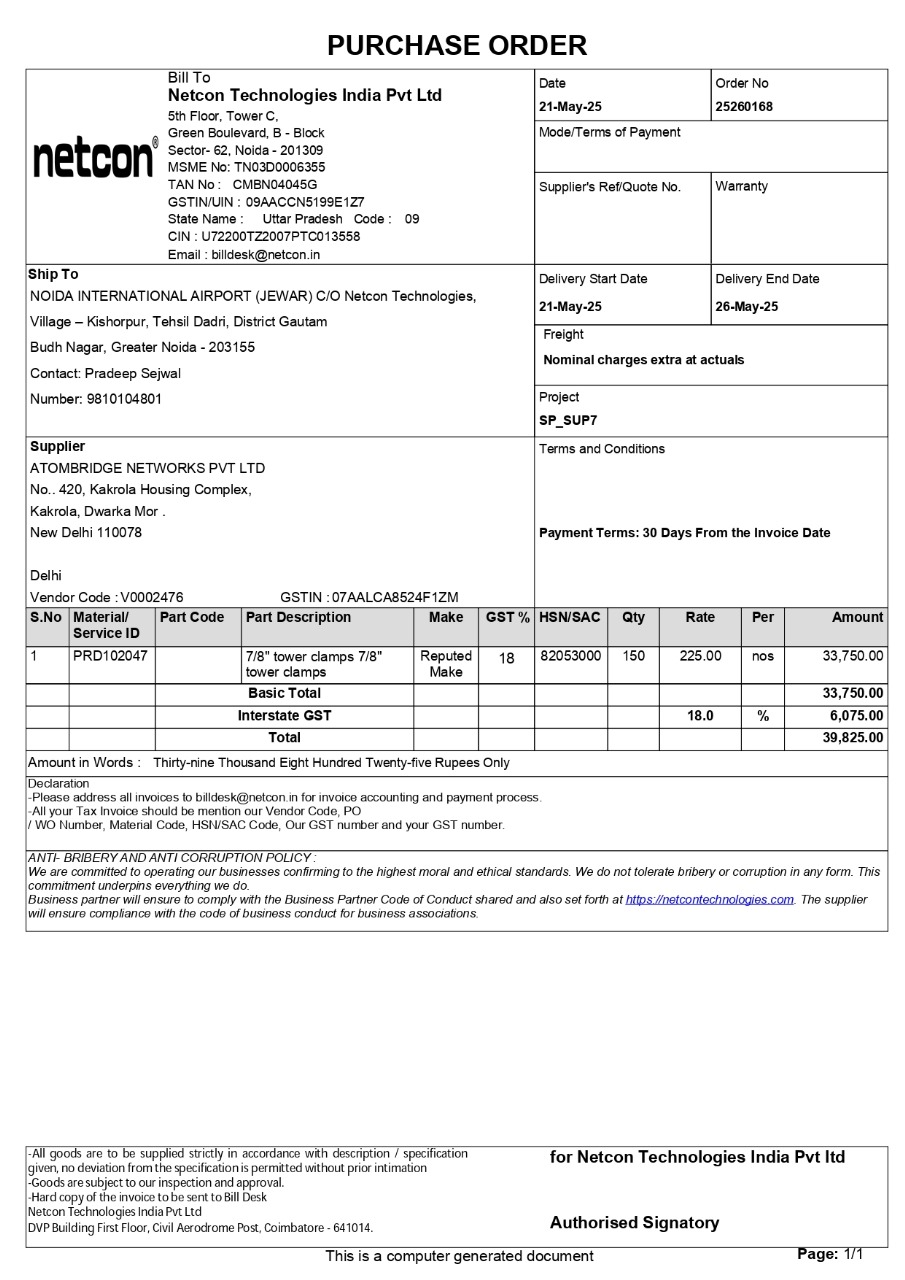 PURCHASE ORDER
netcon®
Bill To
Netcon Technologies India Pvt Ltd
5th Floor, Tower C,
Green Boulevard, B - Block
Sector- 62, Noida - 201309
MSME No: TN03D0006355
TAN No : CMBN04045G
GSTIN/UIN : 09AACCN5199E1Z7
State Name : Uttar Pradesh Code : 09
CIN : U72200TZ2007PTC013558
Email : billdesk@netcon.in
Date
21-May-25
Order No
25260168
Mode/Terms of Payment
Supplier's Ref/Quote No.
Warranty
Ship To
NOIDA INTERNATIONAL AIRPORT (JEWAR) C/O Netcon Technologies,
Village – Kishorpur, Tehsil Dadri, District Gautam
Budh Nagar, Greater Noida - 203155
Contact: Pradeep Sejwal
Number: 9810104801
Delivery Start Date
21-May-25
Delivery End Date
26-May-25
Freight
Nominal charges extra at actuals
Project
SP_SUP7
Supplier
ATOMBRIDGE NETWORKS PVT LTD
No.. 420, Kakrola Housing Complex,
Kakrola, Dwarka Mor .
New Delhi 110078
Delhi
Vendor Code : V0002476 GSTIN : 07AALCA8524F1ZM
Terms and Conditions
Payment Terms: 30 Days From the Invoice Date
S.No Material/ Part Code Part Description Make GST % HSN/SAC Qty Rate Per Amount
Service ID
1 PRD102047 7/8" tower clamps 7/8" Reputed 18 82053000 150 225.00 nos 33,750.00
tower clamps Make
Basic Total 33,750.00
Interstate GST 18.0 % 6,075.00
Total 39,825.00
Amount in Words : Thirty-nine Thousand Eight Hundred Twenty-five Rupees Only
Declaration
-Please address all invoices to billdesk@netcon.in for invoice accounting and payment process.
-All your Tax Invoice should be mention our Vendor Code, PO
/ WO Number, Material Code, HSN/SAC Code, Our GST number and your GST number.
ANTI- BRIBERY AND ANTI CORRUPTION POLICY :
We are committed to operating our businesses confirming to the highest moral and ethical standards. We do not tolerate bribery or corruption in any form. This
commitment underpins everything we do.
Business partner will ensure to comply with the Business Partner Code of Conduct shared and also set forth at https://netcontechnologies.com. The supplier
will ensure compliance with the code of business conduct for business associations.
-All goods are to be supplied strictly in accordance with description / specification
given, no deviation from the specification is permitted without prior intimation
-Goods are subject to our inspection and approval.
-Hard copy of the invoice to be sent to Bill Desk
Netcon Technologies India Pvt Ltd
DVP Building First Floor, Civil Aerodrome Post, Coimbatore - 641014.
for Netcon Technologies India Pvt ltd
Authorised Signatory
This is a computer generated document
Page: 1/1